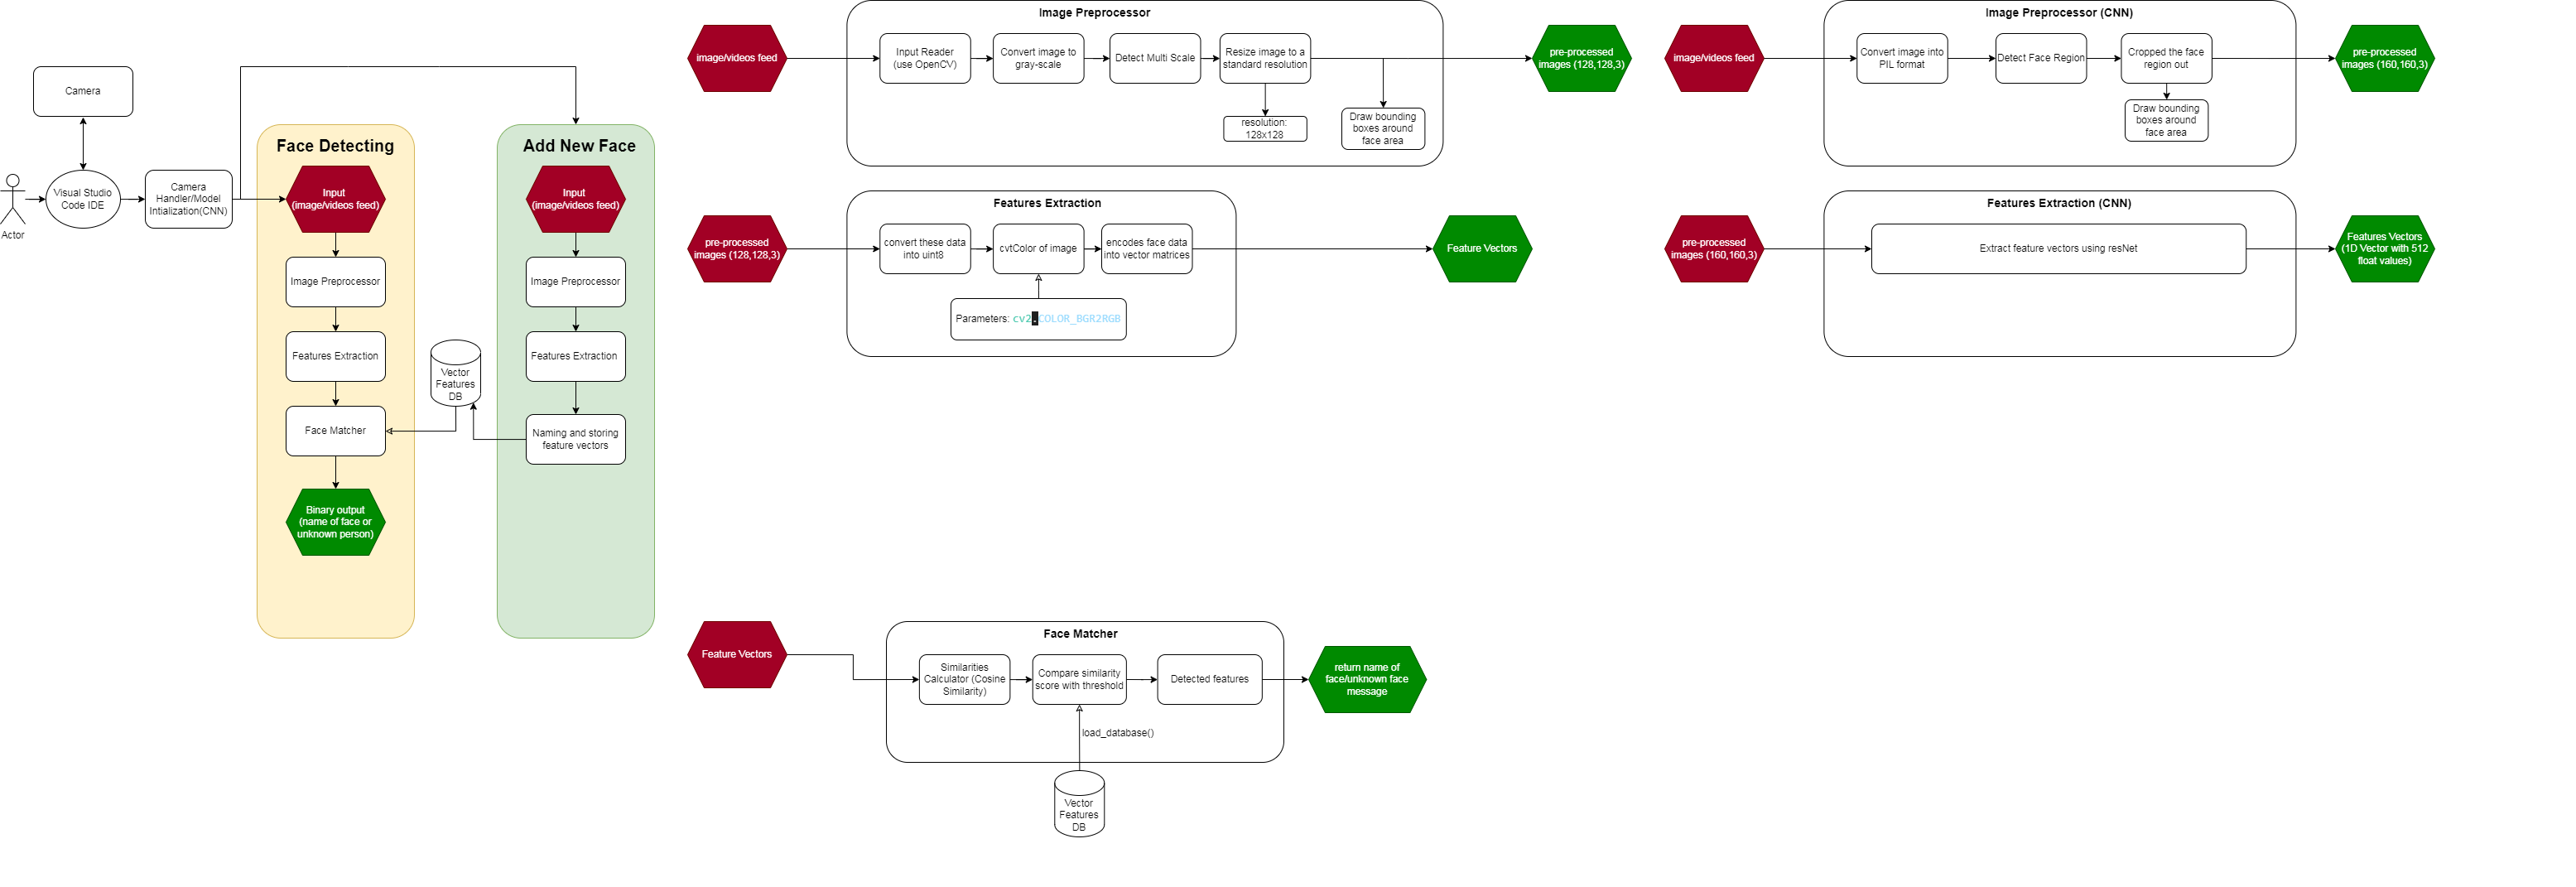 Camera
Actor
Visual Studio
Code IDE
Camera
Handler/Model
Intialization(CNN)
Face Detecting
Input
(image/videos feed)
Image Preprocessor
Features Extraction
Face Matcher
Binary output
(name of face or
unknown person)
Vector
Features
DB
Add New Face
Input
(image/videos feed)
Image Preprocessor
Features Extraction
Naming and storing
feature vectors
image/videos feed
Image Preprocessor
Input Reader
(use OpenCV)
Convert image to
gray-scale
Detect Multi Scale
Resize image to a
standard resolution
resolution:
128x128
Draw bounding
boxes around
face area
pre-processed
images (128,128,3)
image/videos feed
Image Preprocessor (CNN)
Convert image into
PIL format
Detect Face Region
Cropped the face
region out
Draw bounding
boxes around
face area
pre-processed
images (160,160,3)
pre-processed
images (128,128,3)
Features Extraction
convert these data
into uint8
cvtColor of image
encodes face data
into vector matrices
Parameters: cv2.COLOR_BGR2RGB
Feature Vectors
pre-processed
images (160,160,3)
Features Extraction (CNN)
Extract feature vectors using resNet
Features Vectors
(1D Vector with 512
float values)
Feature Vectors
Face Matcher
Similarities
Calculator (Cosine
Similarity)
Compare similarity
score with threshold
Detected features
load_database()
Vector
Features
DB
return name of
face/unknown face
message